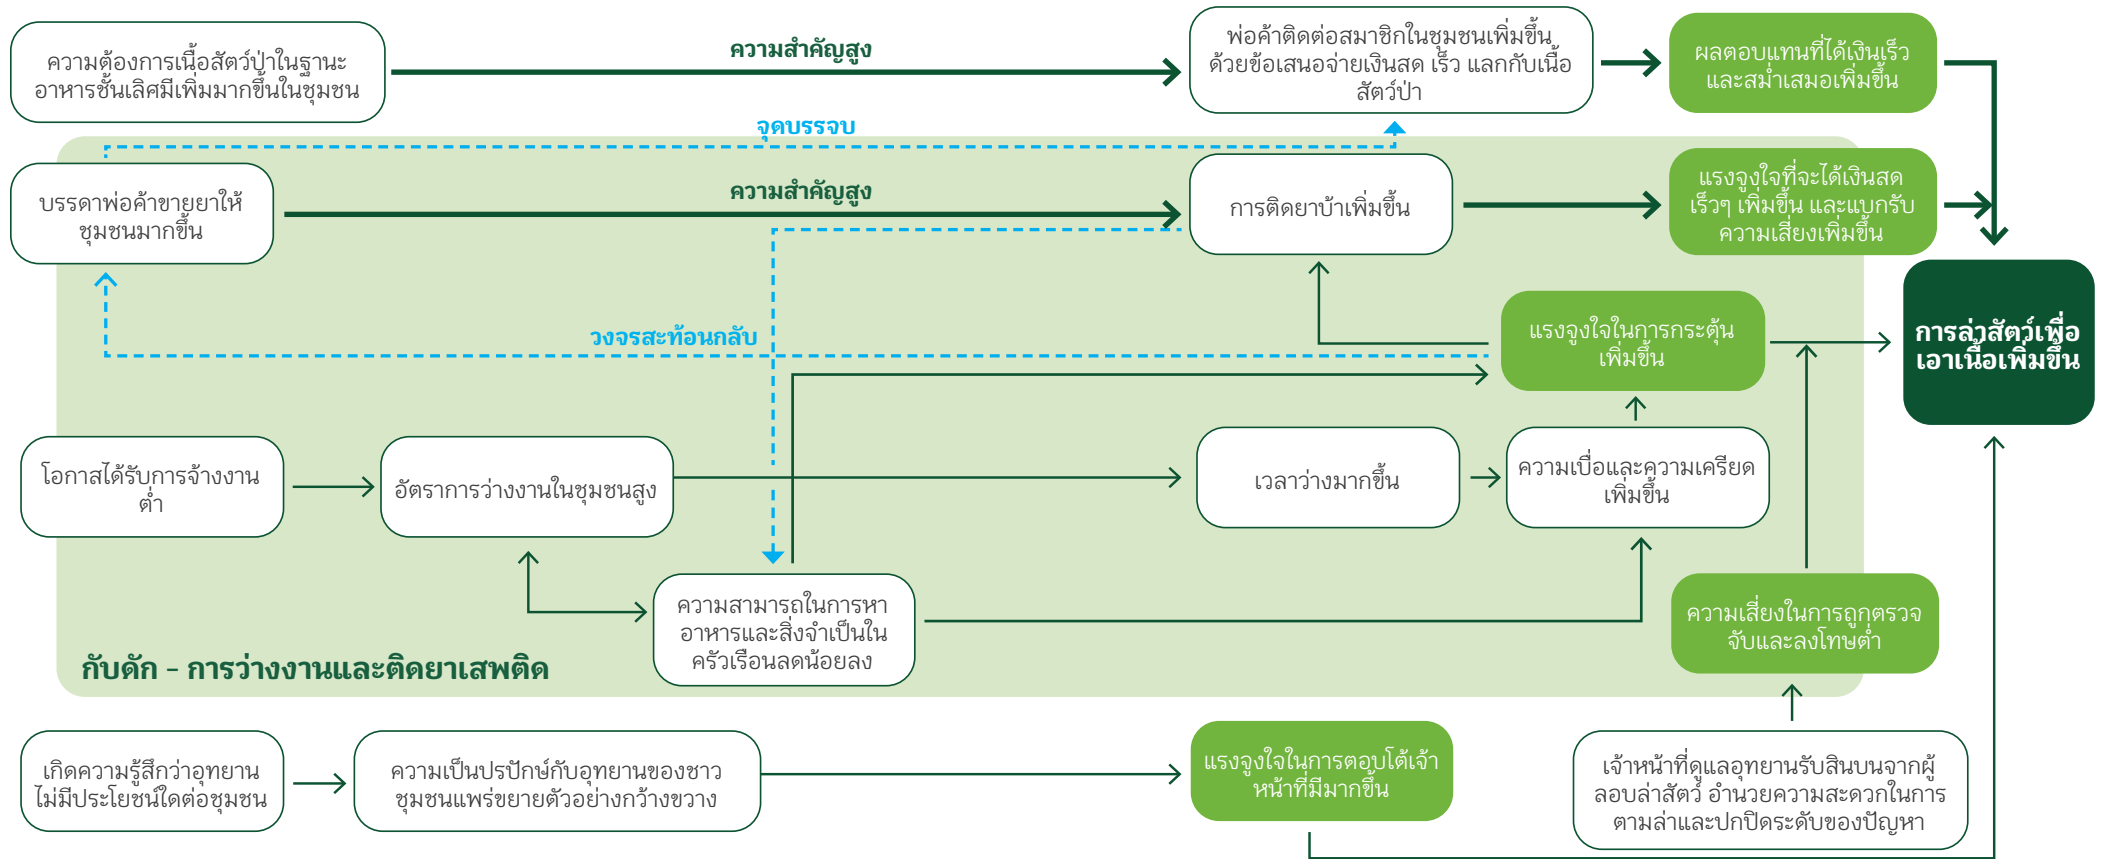 ความต้องการเนื้อสัตว์ป่าในฐานะ
อาหารชั้นเลิศมีเพิ่มมากขึ้นในชุมชน
ความสำคัญสูง
พ่อค้าติดต่อสมาชิกในชุมชนเพิ่มขึ้น
ด้วยข้อเสนอจ่ายเงินสด เร็ว แลกกับเนื้อ
สัตว์ป่า
ผลตอบแทนที่ได้เงินเร็ว
และสม่ำเสมอเพิ่มขึ้น
จุดบรรจบ
บรรดาพ่อค้าขายยาให้
ชุมชนมากขึ้น
ความสำคัญสูง
การติดยาบ้าเพิ่มขึ้น
แรงจูงใจที่จะได้เงินสด
เร็วๆ เพิ่มขึ้น และแบกรับ
ความเสี่ยงเพิ่มขึ้น
วงจรสะท้อนกลับ
แรงจูงใจในการกระตุ้น
เพิ่มขึ้น
การล่าสัตว์เพื่อ
เอาเนื้อเพิ่มขึ้น
โอกาสได้รับการจ้างงาน
ต่ำ
อัตราการว่างงานในชุมชนสูง
เวลาว่างมากขึ้น
ความเบื่อและความเครียด
เพิ่มขึ้น
ความสามารถในการหา
อาหารและสิ่งจำเป็นใน
ครัวเรือนลดน้อยลง
ความเสี่ยงในการถูกตรวจ
จับและลงโทษต่ำ
กับดัก - การว่างงานและติดยาเสพติด
เกิดความรู้สึกว่าอุทยาน
ไม่มีประโยชน์ใดต่อชุมชน
ความเป็นปรปักษ์กับอุทยานของชาว
ชุมชนแพร่ขยายตัวอย่างกว้างขวาง
แรงจูงใจในการตอบโต้เจ้า
หน้าที่มีมากขึ้น
เจ้าหน้าที่ดูแลอุทยานรับสินบนจากผู้
ลอบล่าสัตว์ อำนวยความสะดวกในการ
ตามล่าและปกปิดระดับของปัญหา